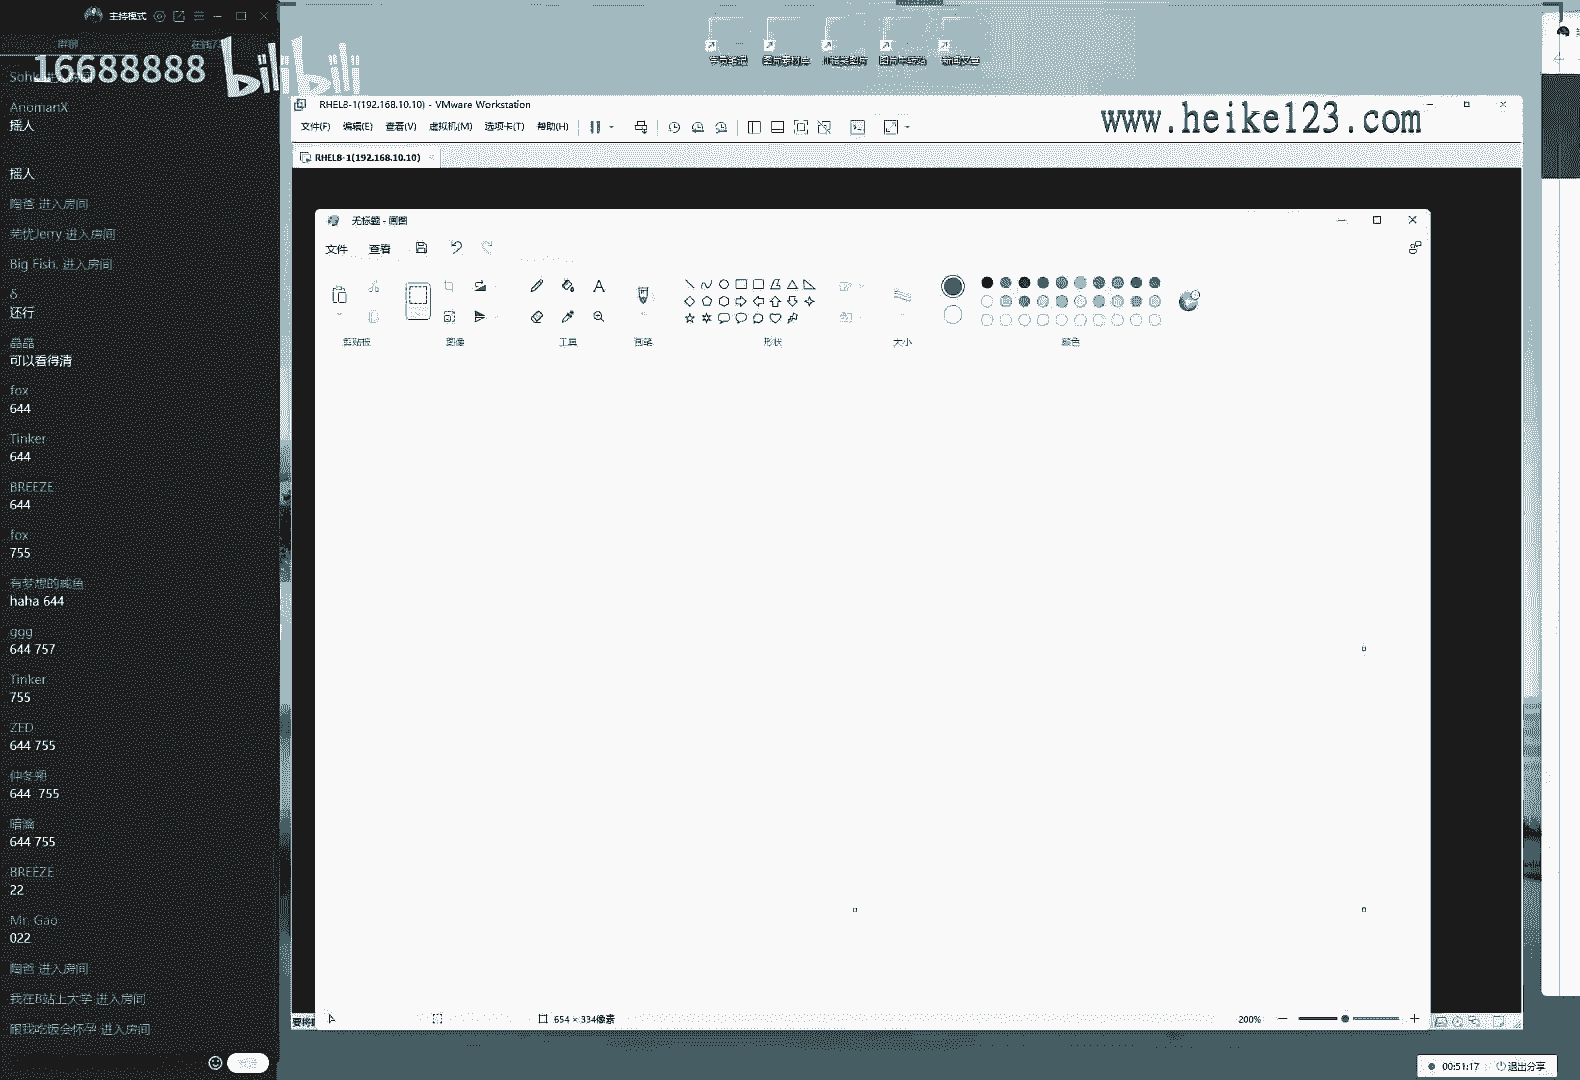 主持模式
16688888 bilibili
Sohk 进入房间
AnomanX
摇人
摇人
陶爸 进入房间
芜忧Jerry 进入房间
Big Fish. 进入房间
δ
还行
晶晶
可以看得清
fox
644
Tinker
644
BREEZE
644
fox
755
有梦想的咸鱼
haha 644
ggg
644 757
Tinker
755
ZED
644 755
仲冬朔
644 755
644 755
BREEZE
22
Mr. Gao
022
陶爸 进入房间
我在B站上大学 进入房间
跟我吃饭会怀孕 进入房间
RHEL8-1(192.168.10.10) - VMware Workstation
www.heike123.com
文件(F) 编辑(E) 查看(V) 虚拟机(M) 选项卡(T) 帮助(H)
RHEL8-1(192.168.10.10)
无标题 - 画图
文件 查看
剪贴板 图像 工具 画笔 形状 大小 颜色
654 × 334像素
200%
00:51:17 退出分享